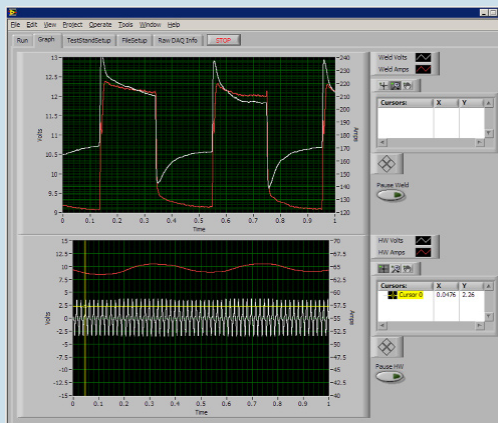 File Edit View Project Operate Tools Window Help
Run Graph TestStandSetup FileSetup Raw DAQ Info STOP
13
12.5
12
11.5
11
10.5
10
9.5
9
Volts
240
230
220
210
200
190
180
170
160
150
140
130
120
Amps
0 0.1 0.2 0.3 0.4 0.5 0.6 0.7 0.8 0.9 1
Time
Weld Volts
Weld Amps
Cursors: X Y
Pause Weld
15
12.5
10
7.5
5
2.5
0
-2.5
-5
-7.5
-10
-12.5
-15
Volts
70
67.5
65
62.5
60
57.5
55
52.5
50
47.5
45
42.5
40
Amps
0 0.1 0.2 0.3 0.4 0.5 0.6 0.7 0.8 0.9 1
Time
HW Volts
HW Amps
Cursors: X Y
Cursor 0 0.0476 2.26
Pause HW